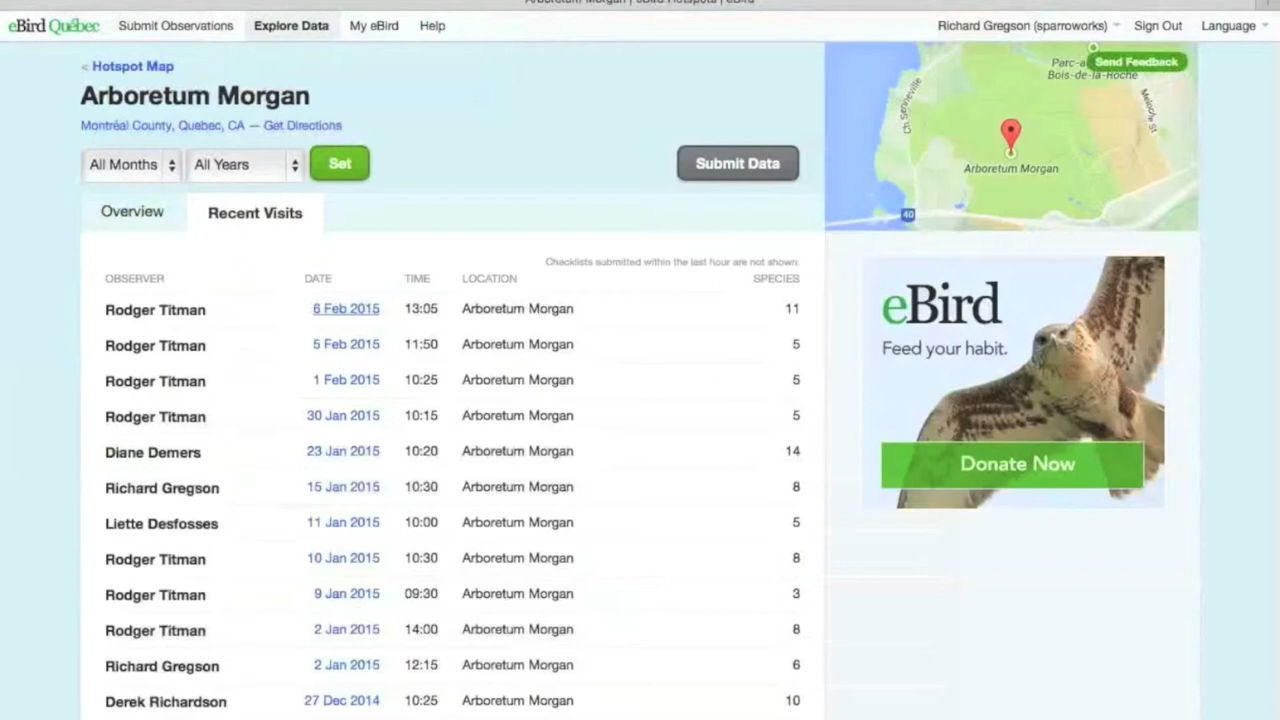 Arboretum Morgan | eBird Hotspots | eBird
eBird Québec Submit Observations Explore Data My eBird Help Richard Gregson (sparroworks) Sign Out Language
« Hotspot Map
Arboretum Morgan
Montréal County, Quebec, CA — Get Directions
All Months All Years Set Submit Data
Overview Recent Visits
Checklists submitted within the last hour are not shown.
OBSERVER DATE TIME LOCATION SPECIES
Rodger Titman 6 Feb 2015 13:05 Arboretum Morgan 11
Rodger Titman 5 Feb 2015 11:50 Arboretum Morgan 5
Rodger Titman 1 Feb 2015 10:25 Arboretum Morgan 5
Rodger Titman 30 Jan 2015 10:15 Arboretum Morgan 5
Diane Demers 23 Jan 2015 10:20 Arboretum Morgan 14
Richard Gregson 15 Jan 2015 10:30 Arboretum Morgan 8
Liette Desfosses 11 Jan 2015 10:00 Arboretum Morgan 5
Rodger Titman 10 Jan 2015 10:30 Arboretum Morgan 8
Rodger Titman 9 Jan 2015 09:30 Arboretum Morgan 3
Rodger Titman 2 Jan 2015 14:00 Arboretum Morgan 8
Richard Gregson 2 Jan 2015 12:15 Arboretum Morgan 6
Derek Richardson 27 Dec 2014 10:25 Arboretum Morgan 10
Send Feedback
Parc-a
Bois-de-la-Roche
Ch. Senneville
Meloche St
Arboretum Morgan
40
eBird
Feed your habit.
Donate Now